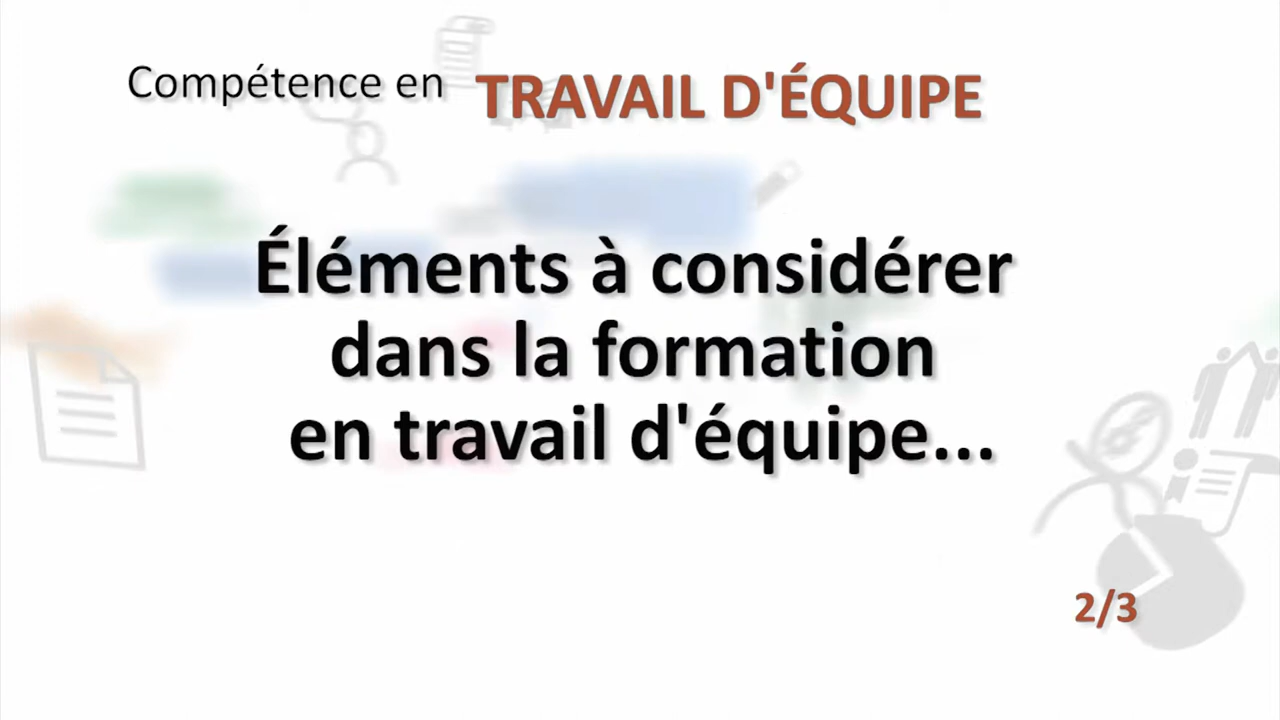 Compétence en TRAVAIL D'ÉQUIPE
Éléments à considérer
dans la formation
en travail d'équipe...
2/3